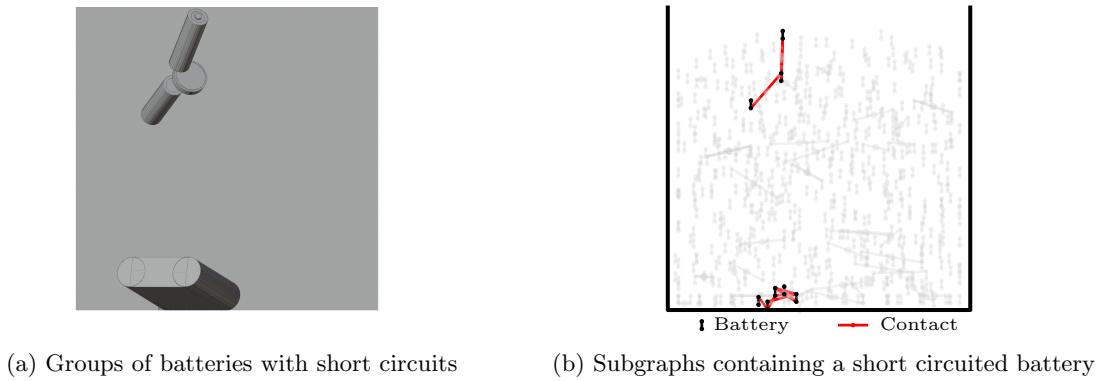 Battery
Contact
(a) Groups of batteries with short circuits
(b) Subgraphs containing a short circuited battery